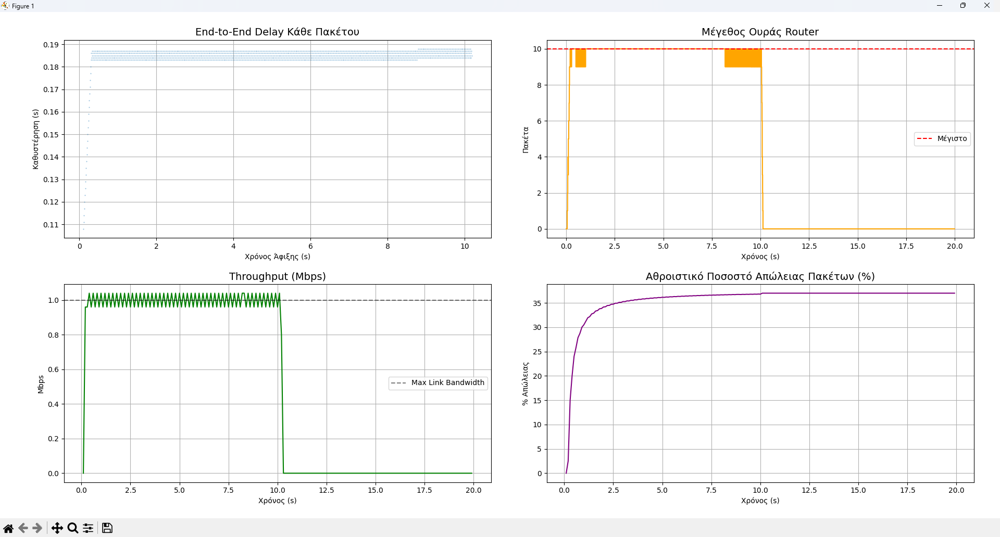 Figure 1
End-to-End Delay Κάθε Πακέτου
0.19
0.18
0.17
0.16
0.15
0.14
0.13
0.12
0.11
Καθυστέρηση (s)
0 2 4 6 8 10
Χρόνος Άφιξης (s)
Μέγεθος Ουράς Router
10
8
6
4
2
0
Πακέτα
Μέγιστο
0.0 2.5 5.0 7.5 10.0 12.5 15.0 17.5 20.0
Χρόνος (s)
Throughput (Mbps)
1.0
0.8
0.6
0.4
0.2
0.0
Mbps
Max Link Bandwidth
0.0 2.5 5.0 7.5 10.0 12.5 15.0 17.5 20.0
Χρόνος (s)
Αθροιστικό Ποσοστό Απώλειας Πακέτων (%)
35
30
25
20
15
10
5
0
% Απώλειας
0.0 2.5 5.0 7.5 10.0 12.5 15.0 17.5 20.0
Χρόνος (s)